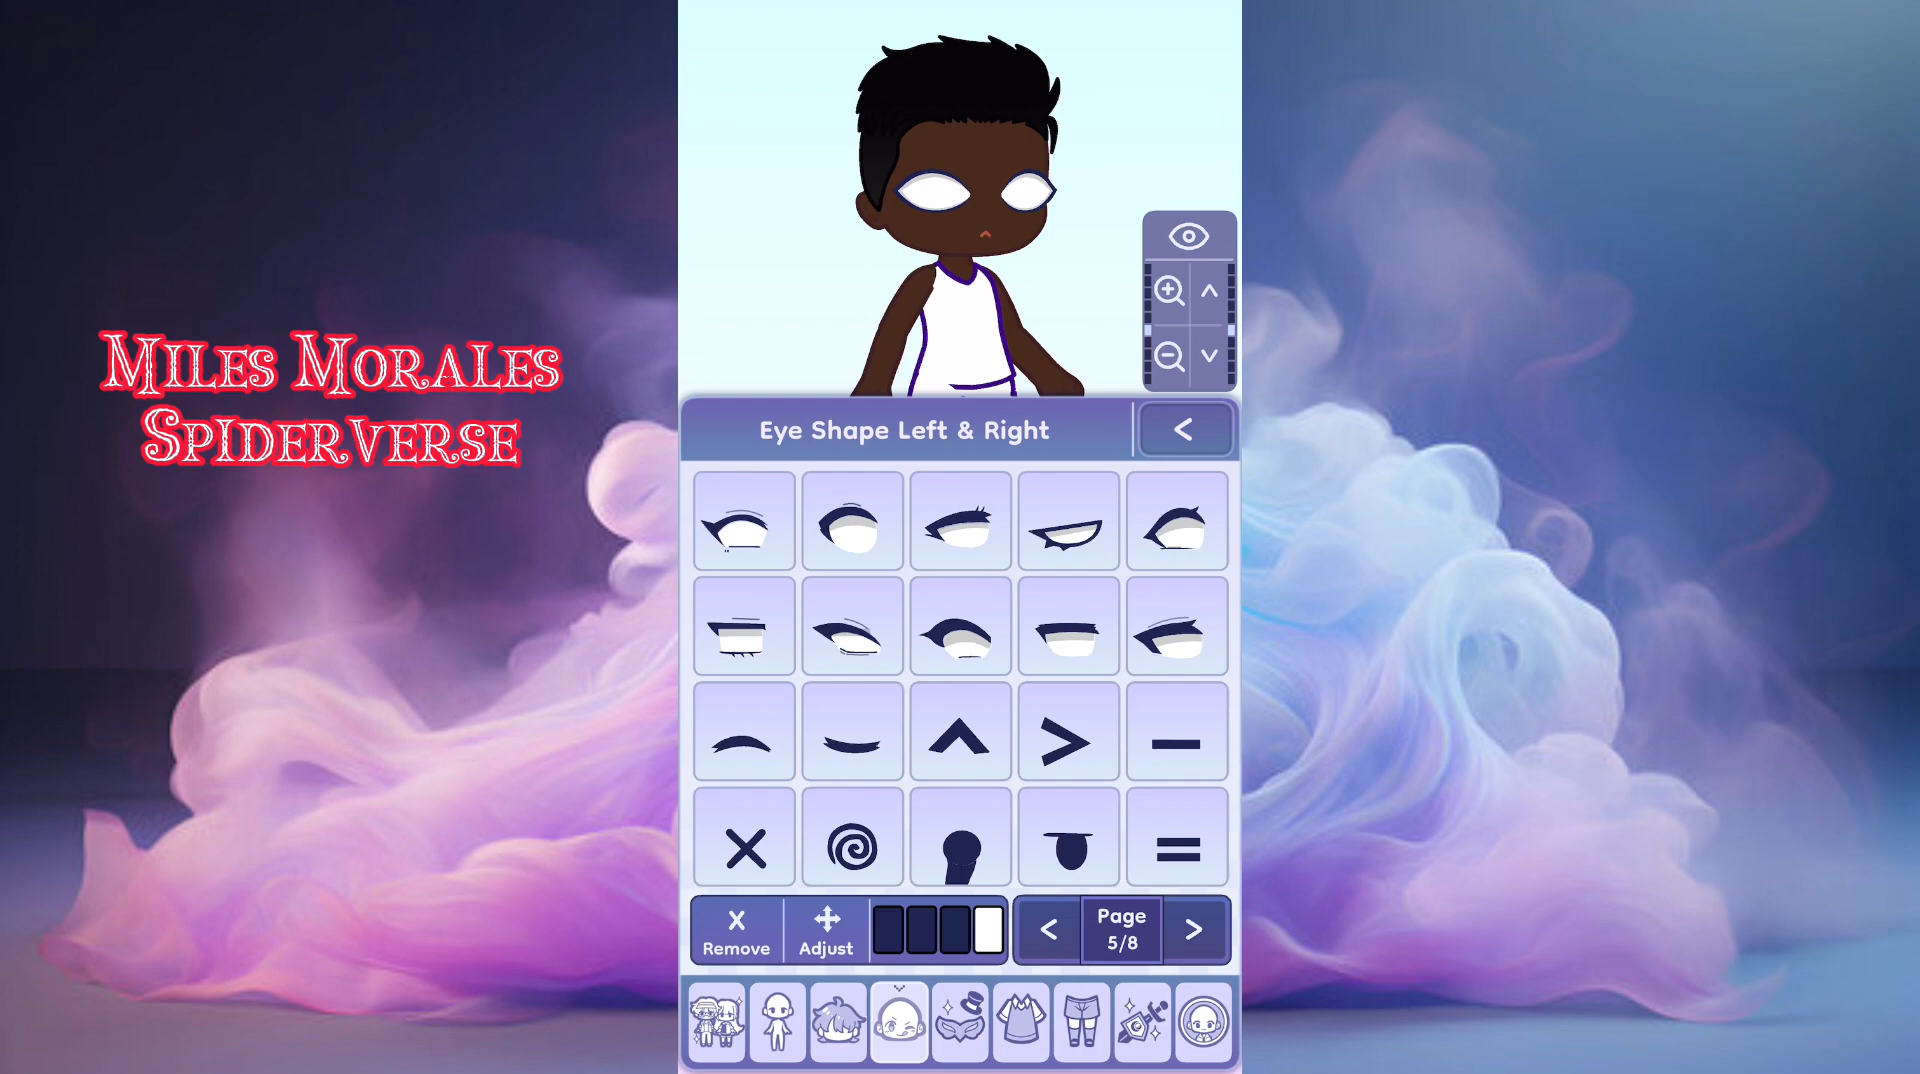 Miles Morales
Spiderverse
Eye Shape Left & Right
Remove
Adjust
Page
5/8